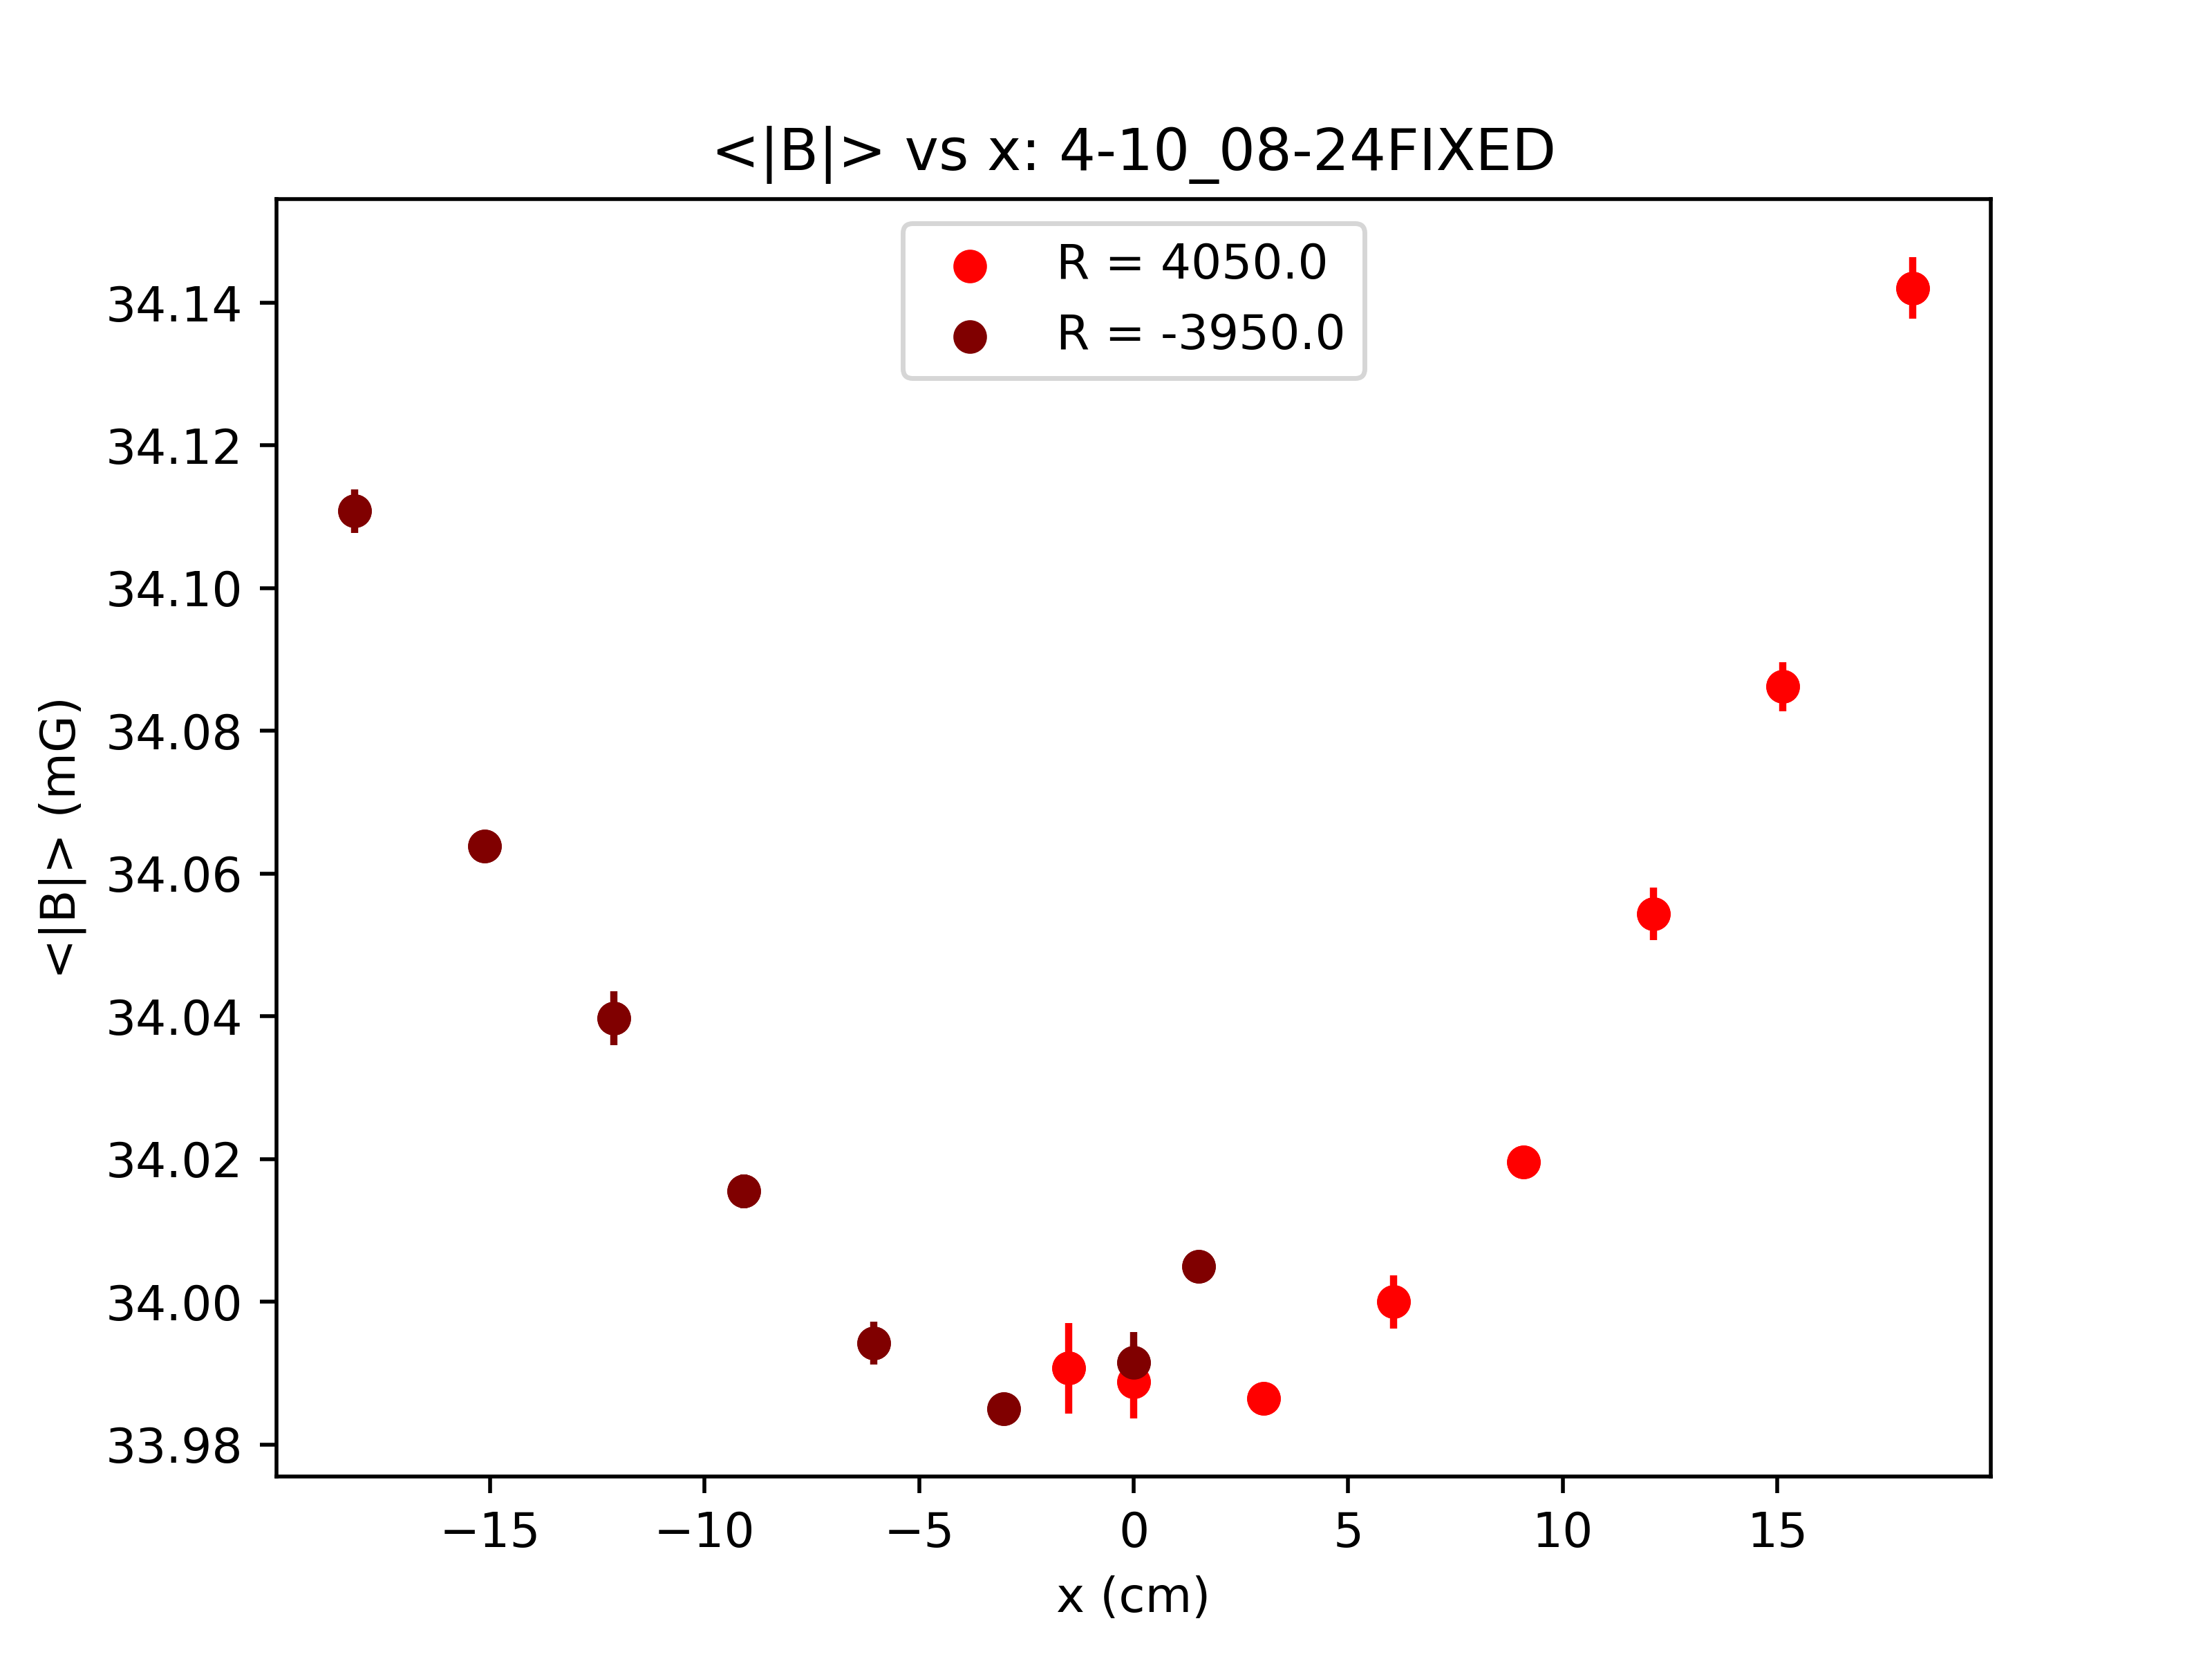 <|B|> vs x: 4-10_08-24FIXED
R = 4050.0
R = -3950.0
<|B|> (mG)
34.14
34.12
34.10
34.08
34.06
34.04
34.02
34.00
33.98
−15 −10 −5 0 5 10 15
x (cm)